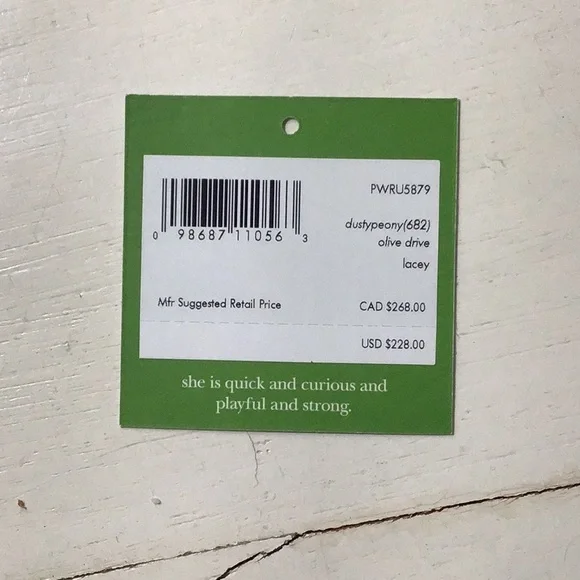 PWRU5879
0 98687 11056 3
dustypeony(682)
olive drive
lacey
Mfr Suggested Retail Price CAD $268.00
USD $228.00
she is quick and curious and
playful and strong.